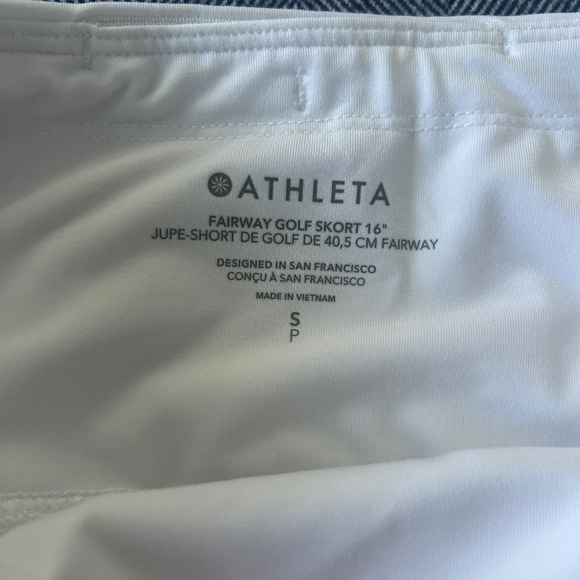 ATHLETA
FAIRWAY GOLF SKORT 16"
JUPE-SHORT DE GOLF DE 40,5 CM FAIRWAY
DESIGNED IN SAN FRANCISCO
CONÇU À SAN FRANCISCO
MADE IN VIETNAM
S
P